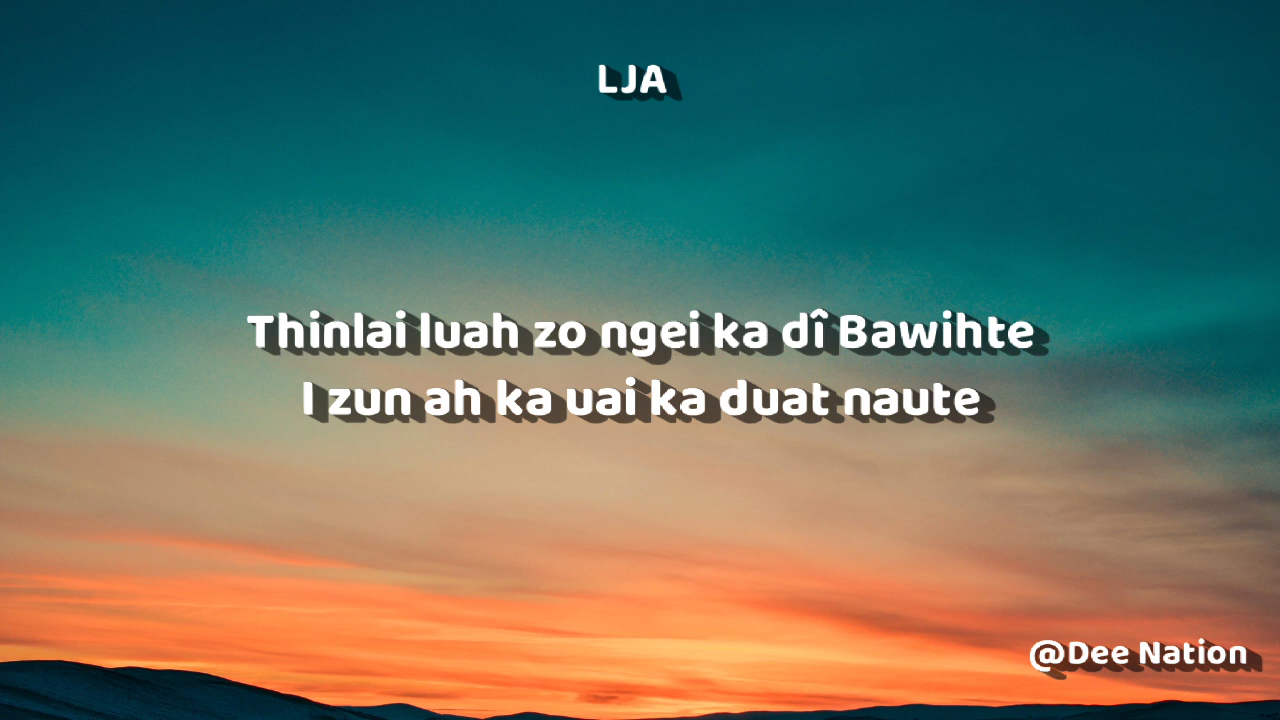 LJA
Thinlai luah zo ngei ka dî Bawihte
I zun ah ka uai ka duat naute
@Dee Nation